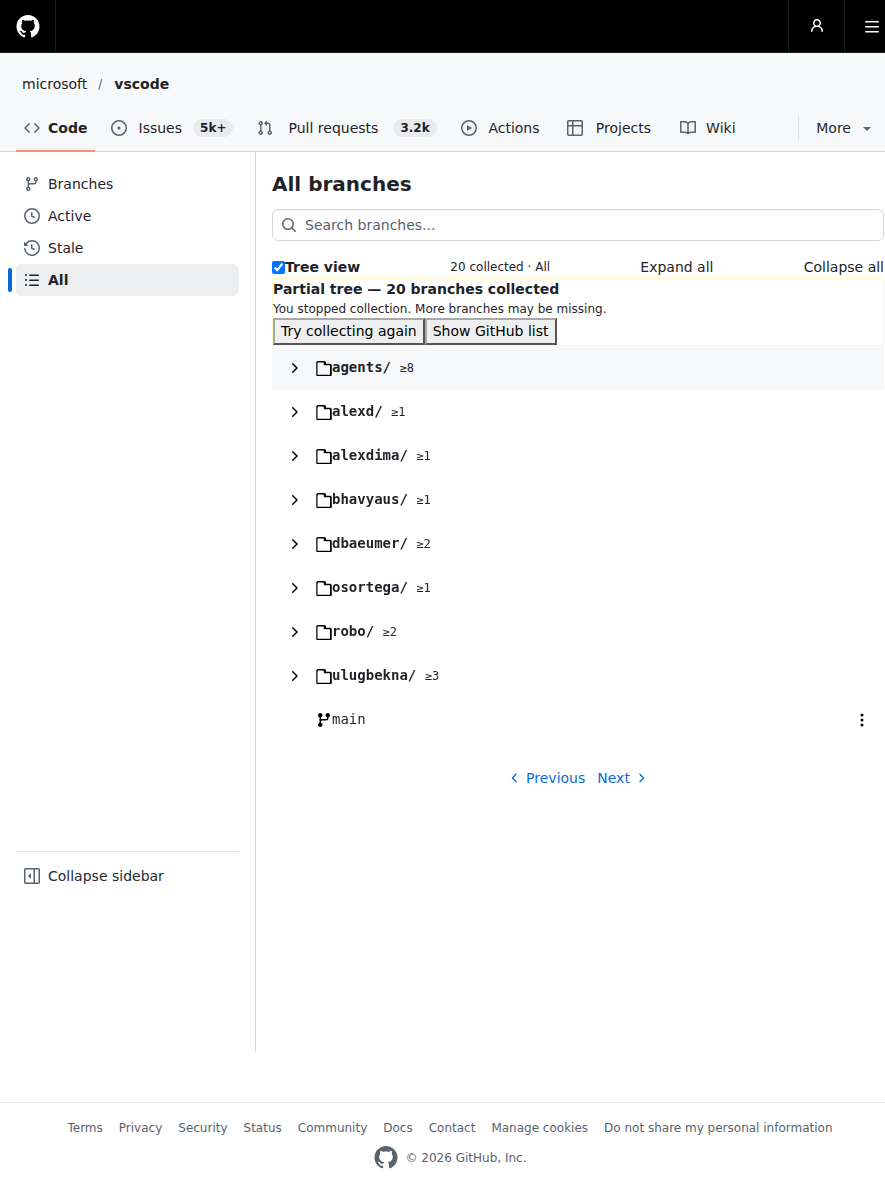 microsoft / vscode
Code Issues 5k+ Pull requests 3.2k Actions Projects Wiki More
Branches
Active
Stale
All
Collapse sidebar
All branches
Search branches...
Tree view 20 collected · All Expand all Collapse all
Partial tree — 20 branches collected
You stopped collection. More branches may be missing.
Try collecting again Show GitHub list
agents/ ≥8
alexd/ ≥1
alexdima/ ≥1
bhavyaus/ ≥1
dbaeumer/ ≥2
osortega/ ≥1
robo/ ≥2
ulugbekna/ ≥3
main
Previous Next
Terms Privacy Security Status Community Docs Contact Manage cookies Do not share my personal information
© 2026 GitHub, Inc.